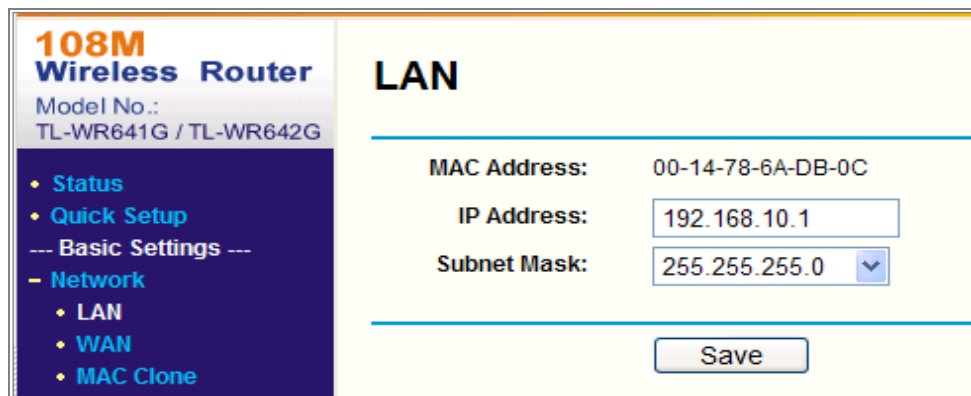 108M
Wireless Router
Model No.:
TL-WR641G / TL-WR642G
• Status
• Quick Setup
--- Basic Settings ---
– Network
• LAN
• WAN
• MAC Clone
LAN
MAC Address: 00-14-78-6A-DB-0C
IP Address: 192.168.10.1
Subnet Mask: 255.255.255.0
Save